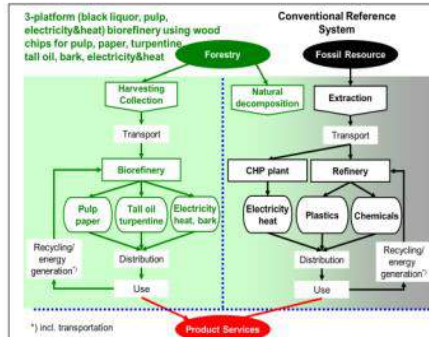 3-platform (black liquor, pulp,
electricity&heat) biorefinery using wood
chips for pulp, paper, turpentine
tall oil, bark, electricity&heat
Conventional Reference
System
Forestry
Fossil Resource
Harvesting
Collection
Natural
decomposition
Extraction
Transport
Transport
Biorefinery
CHP plant
Refinery
Pulp
paper
Tall oil
turpentine
Electricity
heat, bark
Electricity
heat
Plastics
Chemicals
Recycling/
energy
generation*)
Distribution
Distribution
Recycling/
energy
generation*)
Use
Use
*) incl. transportation
Product Services